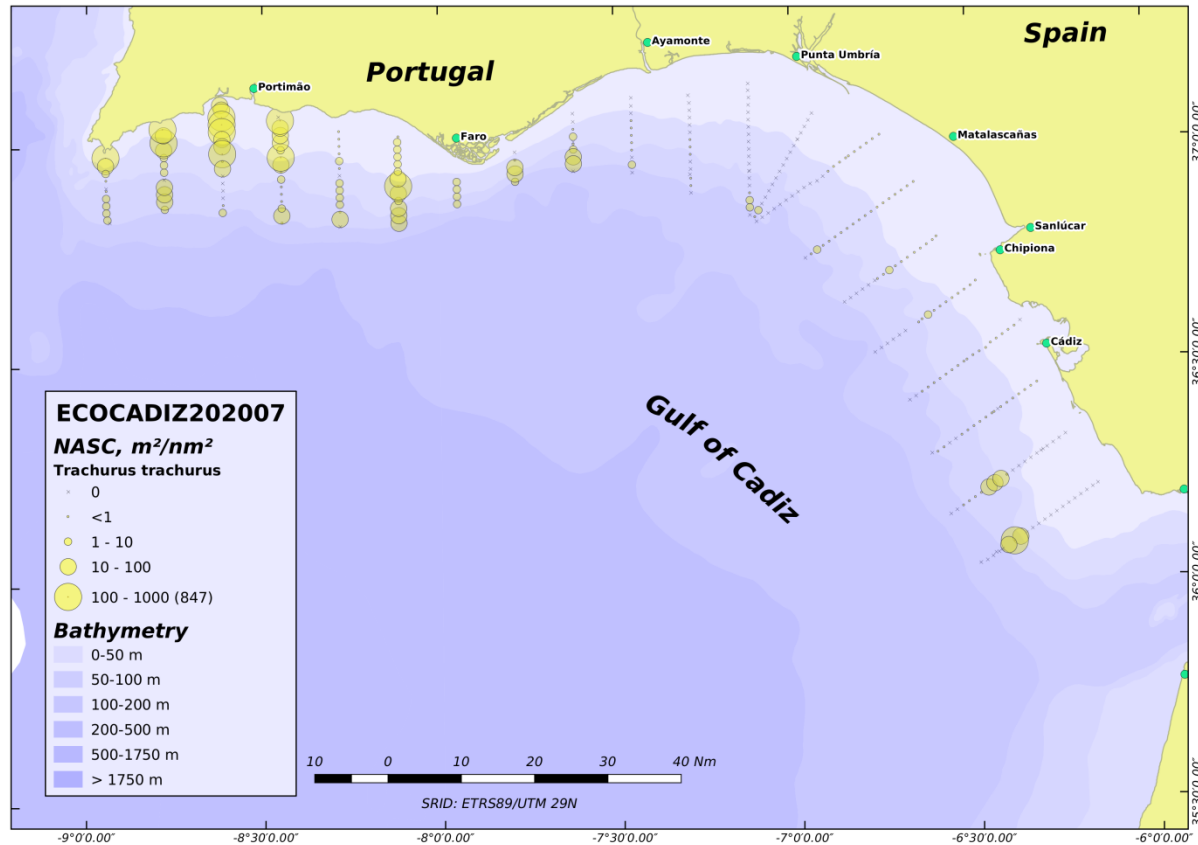 Spain
Ayamonte
Punta Umbría
Portugal
Portimão
Faro
Matalascañas
Sanlúcar
Chipiona
Cádiz
Gulf of Cadiz
ECOCADIZ202007
NASC, m²/nm²
Trachurus trachurus
0
<1
1 - 10
10 - 100
100 - 1000 (847)
Bathymetry
0-50 m
50-100 m
100-200 m
200-500 m
500-1750 m
> 1750 m
10 0 10 20 30 40 Nm
SRID: ETRS89/UTM 29N
37°0'0.00″
36°30'0.00″
36°0'0.00″
35°30'0.00″
-9°0'0.00″ -8°30'0.00″ -8°0'0.00″ -7°30'0.00″ -7°0'0.00″ -6°30'0.00″ -6°0'0.00″